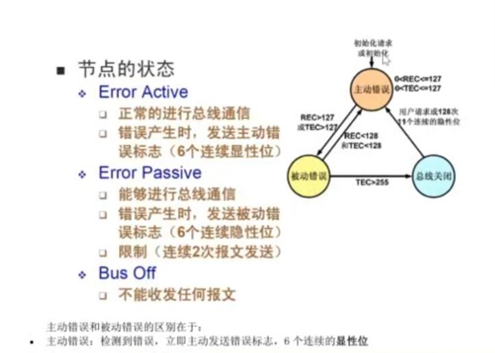 节点的状态
Error Active
正常的进行总线通信
错误产生时，发送主动错
误标志（6个连续显性位）
Error Passive
能够进行总线通信
错误产生时，发送被动错
误标志（6个连续隐性位）
限制（连续2次报文发送）
Bus Off
不能收发任何报文
初始化请求
或初始化
主动错误
0<REC<=127
0<TEC<=127
REC>127
或TEC>127
REC<128
和TEC<128
用户请求或128次
11个连续的隐性位
被动错误
TEC>255
总线关闭
主动错误和被动错误的区别在于：
主动错误：检测到错误，立即主动发送错误标志，6 个连续的显性位